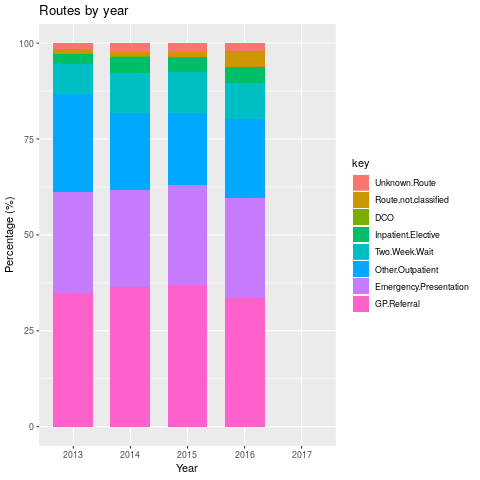 Routes by year
100
75
50
25
0
Percentage (%)
2013 2014 2015 2016 2017
Year
key
Unknown.Route
Route.not.classified
DCO
Inpatient.Elective
Two.Week.Wait
Other.Outpatient
Emergency.Presentation
GP.Referral